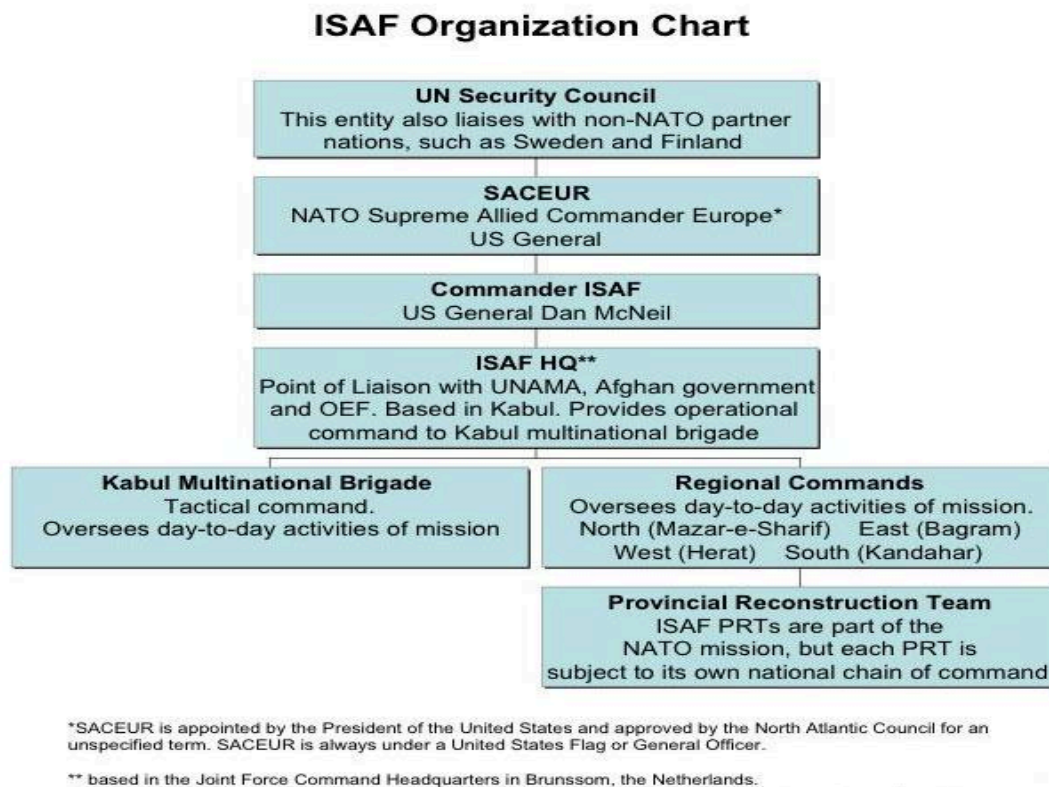 ISAF Organization Chart
UN Security Council
This entity also liaises with non-NATO partner
nations, such as Sweden and Finland
SACEUR
NATO Supreme Allied Commander Europe*
US General
Commander ISAF
US General Dan McNeil
ISAF HQ**
Point of Liaison with UNAMA, Afghan government
and OEF. Based in Kabul. Provides operational
command to Kabul multinational brigade
Kabul Multinational Brigade
Tactical command.
Oversees day-to-day activities of mission
Regional Commands
Oversees day-to-day activities of mission.
North (Mazar-e-Sharif) East (Bagram)
West (Herat) South (Kandahar)
Provincial Reconstruction Team
ISAF PRTs are part of the
NATO mission, but each PRT is
subject to its own national chain of command
*SACEUR is appointed by the President of the United States and approved by the North Atlantic Council for an
unspecified term. SACEUR is always under a United States Flag or General Officer.
** based in the Joint Force Command Headquarters in Brunssom, the Netherlands.